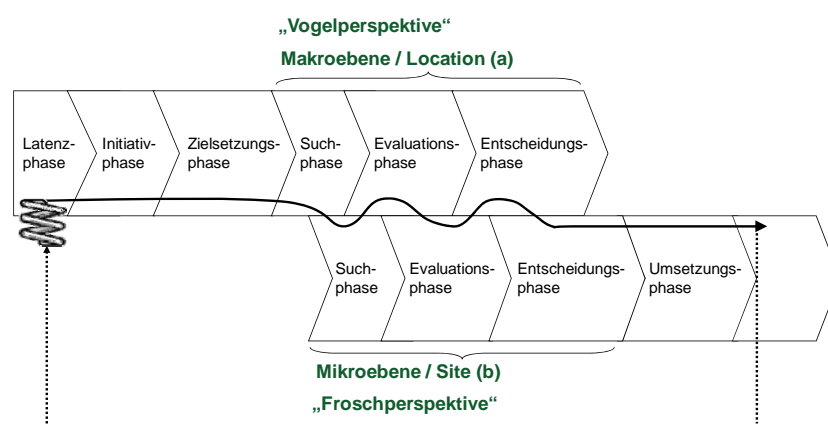 „Vogelperspektive“
Makroebene / Location (a)
Latenz-
phase
Initiativ-
phase
Zielsetzungs-
phase
Such-
phase
Evaluations-
phase
Entscheidungs-
phase
Such-
phase
Evaluations-
phase
Entscheidungs-
phase
Umsetzungs-
phase
Mikroebene / Site (b)
„Froschperspektive“